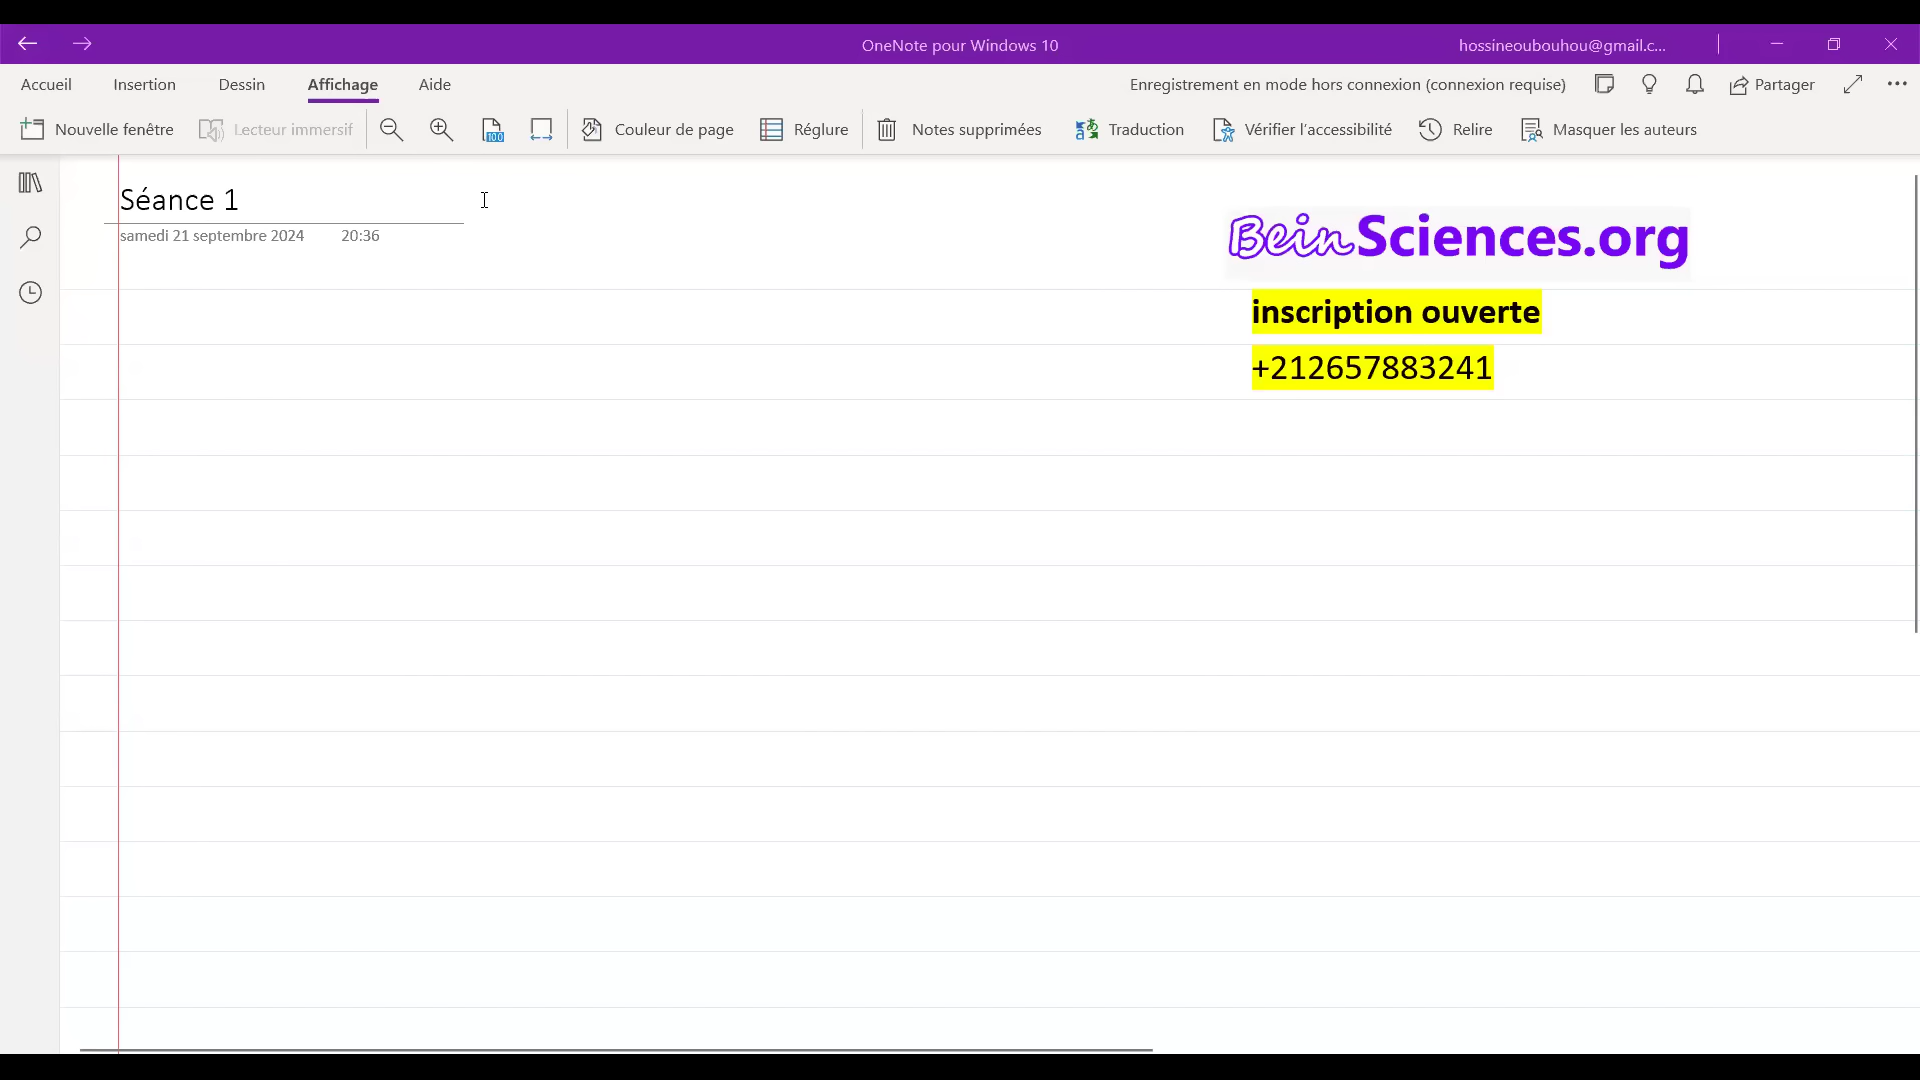 OneNote pour Windows 10
hossineoubouhou@gmail.c...
Accueil Insertion Dessin Affichage Aide
Enregistrement en mode hors connexion (connexion requise) Partager
Nouvelle fenêtre Lecteur immersif 100 Couleur de page Réglure Notes supprimées Traduction Vérifier l'accessibilité Relire Masquer les auteurs
Séance 1
samedi 21 septembre 2024 20:36
BeinSciences.org
inscription ouverte
+212657883241